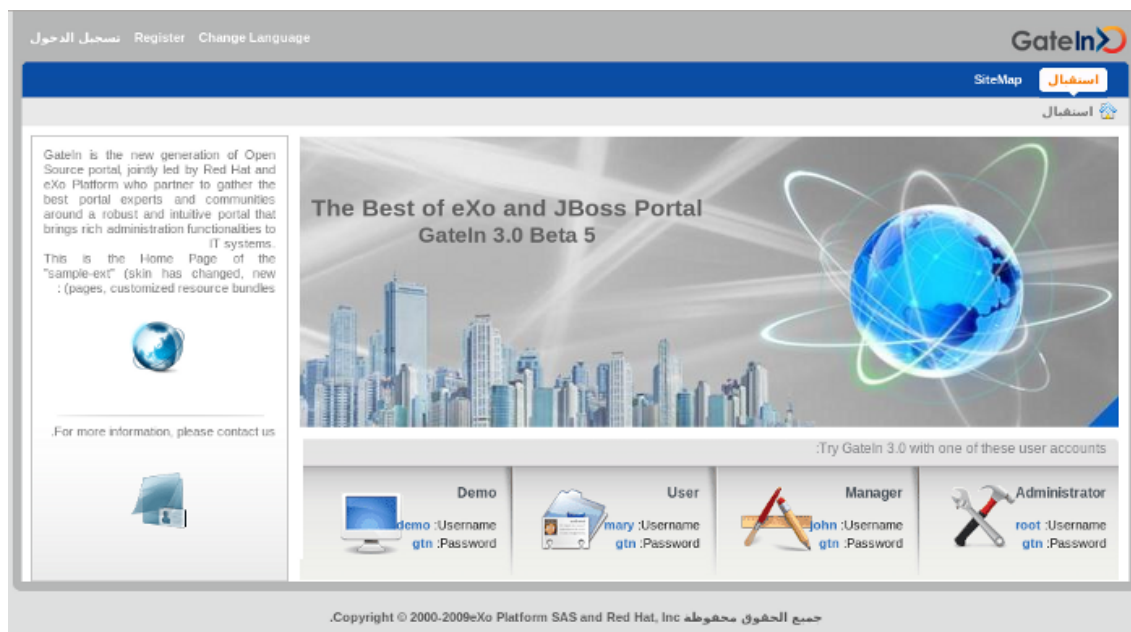 GateIn
تسجيل الدخول Register Change Language
استقبال SiteMap
استقبال
GateIn is the new generation of Open
Source portal, jointly led by Red Hat and
eXo Platform who partner to gather the
best portal experts and communities
around a robust and intuitive portal that
brings rich administration functionalities to
IT systems.
This is the Home Page of the
"sample-ext" (skin has changed, new
: (pages, customized resource bundles
.For more information, please contact us
The Best of eXo and JBoss Portal
GateIn 3.0 Beta 5
:Try GateIn 3.0 with one of these user accounts
Administrator
root :Username
gtn :Password
Manager
john :Username
gtn :Password
User
mary :Username
gtn :Password
Demo
demo :Username
gtn :Password
.Copyright © 2000-2009eXo Platform SAS and Red Hat, Inc جميع الحقوق محفوظة